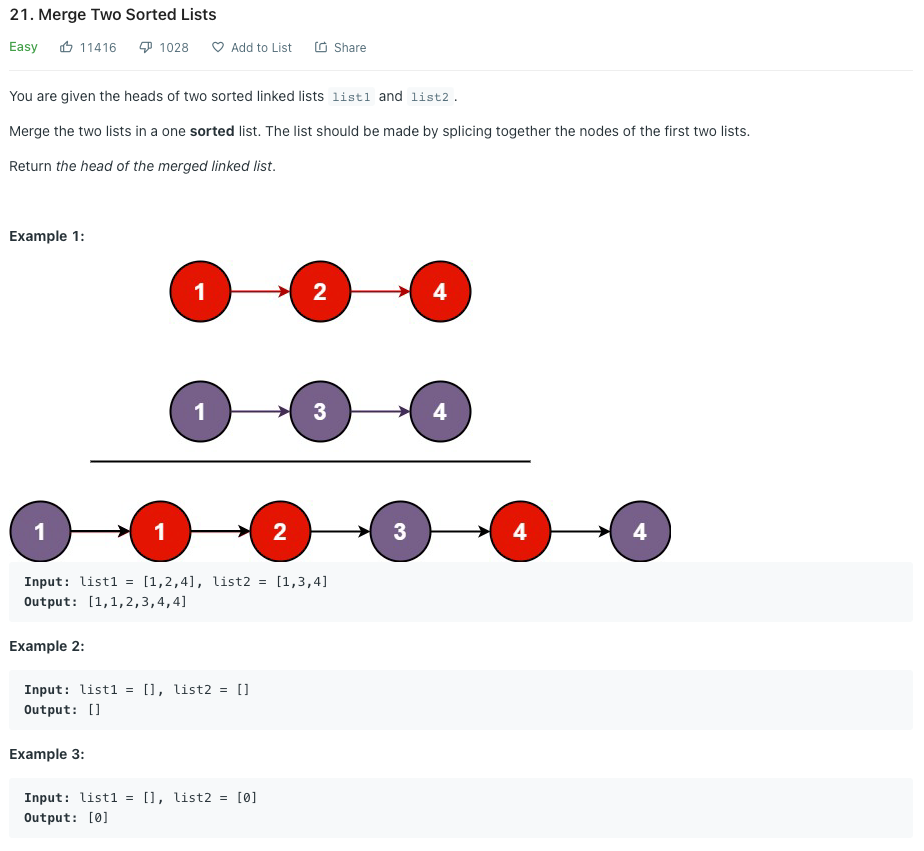 21. Merge Two Sorted Lists
Easy 11416 1028 Add to List Share
You are given the heads of two sorted linked lists list1 and list2 .
Merge the two lists in a one sorted list. The list should be made by splicing together the nodes of the first two lists.
Return the head of the merged linked list.
Example 1:
1 2 4
1 3 4
1 1 2 3 4 4
Input: list1 = [1,2,4], list2 = [1,3,4]
Output: [1,1,2,3,4,4]
Example 2:
Input: list1 = [], list2 = []
Output: []
Example 3:
Input: list1 = [], list2 = [0]
Output: [0]